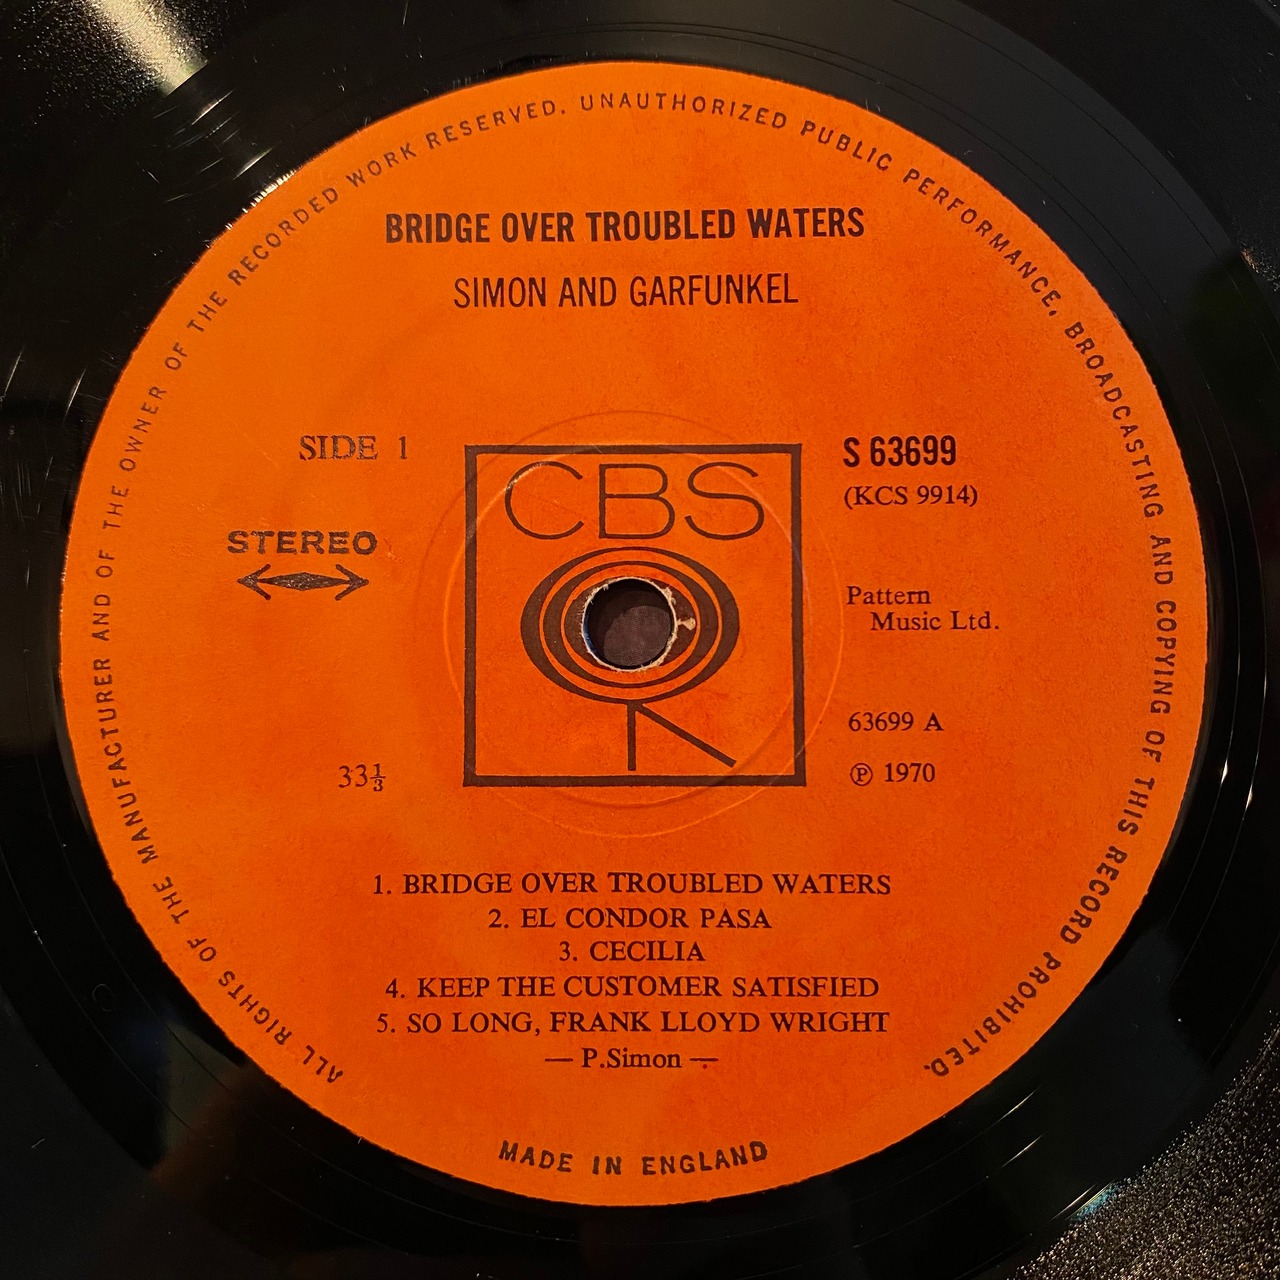 ALL RIGHTS OF THE MANUFACTURER AND OF THE OWNER OF THE RECORDED WORK RESERVED. UNAUTHORIZED PUBLIC PERFORMANCE, BROADCASTING AND COPYING OF THIS RECORD PROHIBITED.
BRIDGE OVER TROUBLED WATERS
SIMON AND GARFUNKEL
SIDE 1
CBS
S 63699
(KCS 9914)
STEREO
Pattern
Music Ltd.
63699 A
33⅓
℗ 1970
1. BRIDGE OVER TROUBLED WATERS
2. EL CONDOR PASA
3. CECILIA
4. KEEP THE CUSTOMER SATISFIED
5. SO LONG, FRANK LLOYD WRIGHT
— P.Simon —
MADE IN ENGLAND